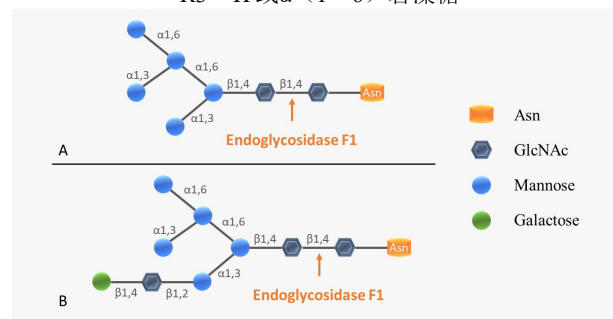 α1,6
α1,3
α1,6
β1,4
β1,4
Asn
α1,3
Endoglycosidase F1
A
α1,6
α1,3
α1,6
β1,4
β1,4
Asn
α1,3
β1,4
β1,2
Endoglycosidase F1
B
Asn
GlcNAc
Mannose
Galactose